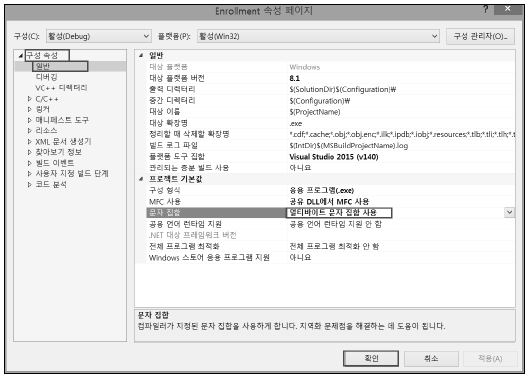 Enrollment 속성 페이지
?
구성(C): 활성(Debug) 플랫폼(P): 활성(Win32) 구성 관리자(O)...
구성 속성
일반
디버깅
VC++ 디렉터리
C/C++
링커
매니페스트 도구
리소스
XML 문서 생성기
찾아보기 정보
빌드 이벤트
사용자 지정 빌드 단계
코드 분석
일반
대상 플랫폼 Windows
대상 플랫폼 버전 8.1
출력 디렉터리 $(SolutionDir)$(Configuration)₩
중간 디렉터리 $(Configuration)₩
대상 이름 $(ProjectName)
대상 확장명 .exe
정리할 때 삭제할 확장명 *.cdf;*.cache;*.obj;*.obj.enc;*.ilk;*.ipdb;*.iobj;*.resources;*.tlb;*.tli;*.tlh;*.t
빌드 로그 파일 $(IntDir)$(MSBuildProjectName).log
플랫폼 도구 집합 Visual Studio 2015 (v140)
관리되는 증분 빌드 사용 아니요
프로젝트 기본값
구성 형식 응용 프로그램(.exe)
MFC 사용 공유 DLL에서 MFC 사용
문자 집합 멀티바이트 문자 집합 사용
공용 언어 런타임 지원 공용 언어 런타임 지원 안 함
.NET 대상 프레임워크 버전
전체 프로그램 최적화 전체 프로그램 최적화 안 함
Windows 스토어 응용 프로그램 지원 아니요
문자 집합
컴파일러가 지정된 문자 집합을 사용하게 합니다. 지역화 문제점을 해결하는 데 도움이 됩니다.
확인 취소 적용(A)